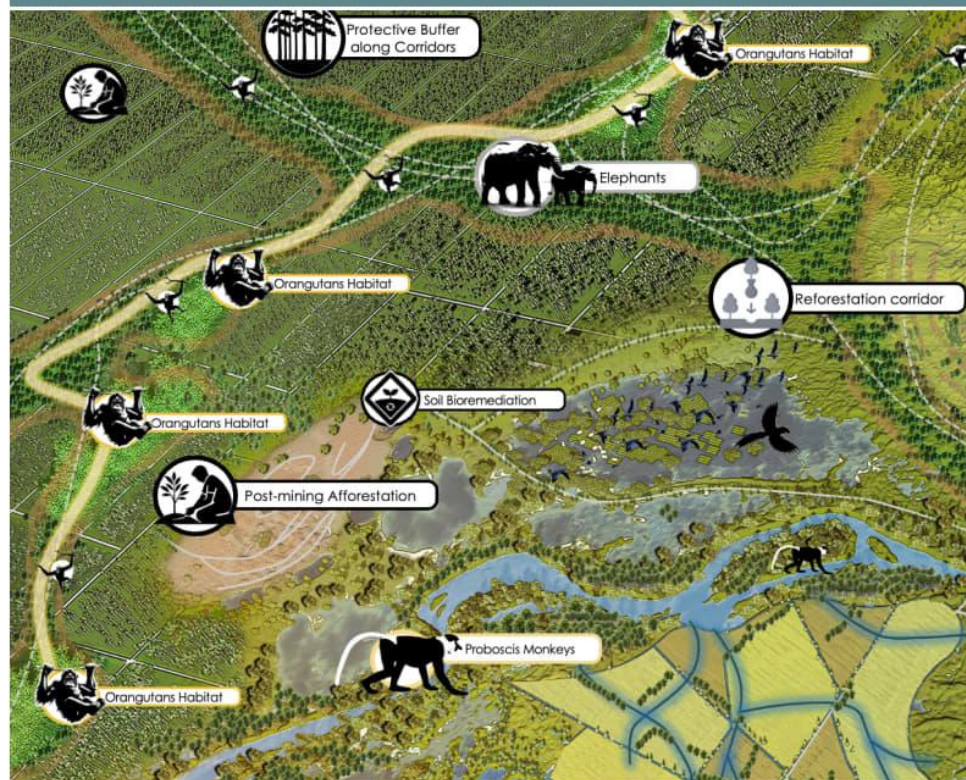 Protective Buffer
along Corridors
Orangutans Habitat
Elephants
Orangutans Habitat
Reforestation corridor
Soil Bioremediation
Orangutans Habitat
Post-mining Afforestation
Proboscis Monkeys
Orangutans Habitat